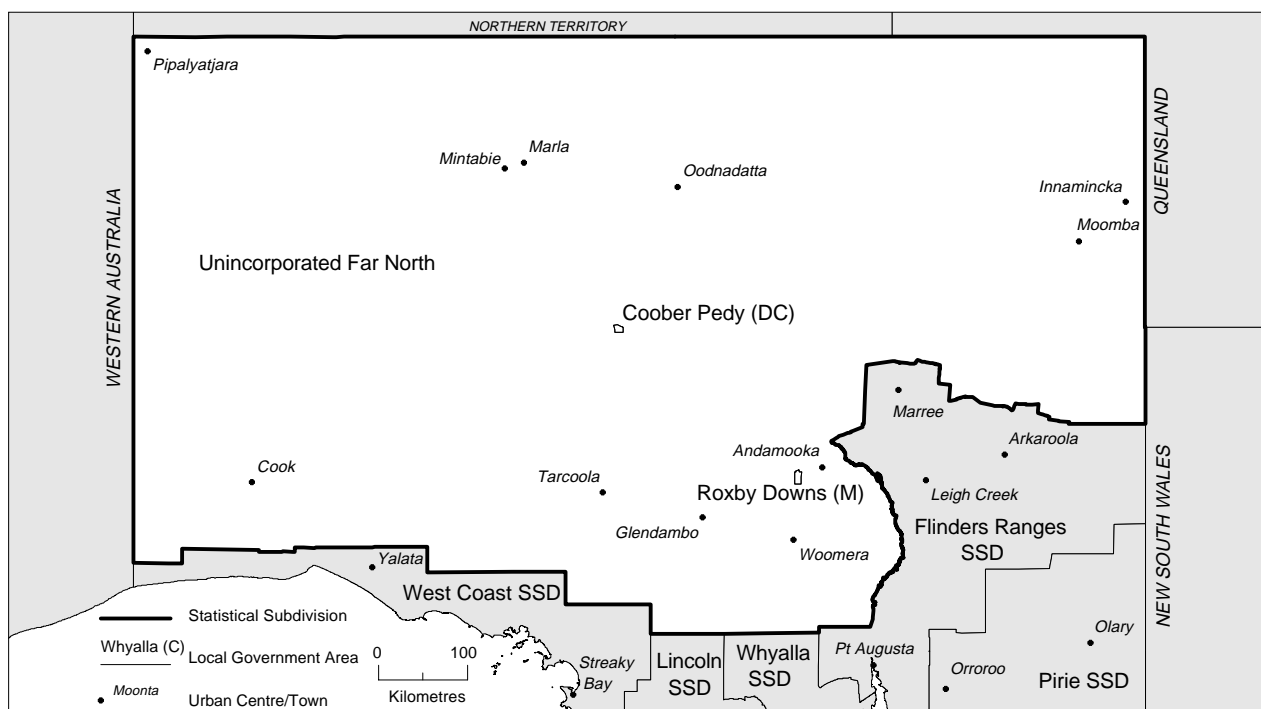 NORTHERN TERRITORY
Pipalyatjara
WESTERN AUSTRALIA
QUEENSLAND
NEW SOUTH WALES
Mintabie
Marla
Oodnadatta
Innamincka
Moomba
Unincorporated Far North
Coober Pedy (DC)
Marree
Andamooka
Arkaroola
Cook
Tarcoola
Roxby Downs (M)
Leigh Creek
Glendambo
Woomera
Flinders Ranges
SSD
Yalata
West Coast SSD
Statistical Subdivision
Whyalla (C)
Local Government Area
Moonta
Urban Centre/Town
0 100
Kilometres
Streaky
Bay
Lincoln
SSD
Whyalla
SSD
Pt Augusta
Olary
Orroroo
Pirie SSD